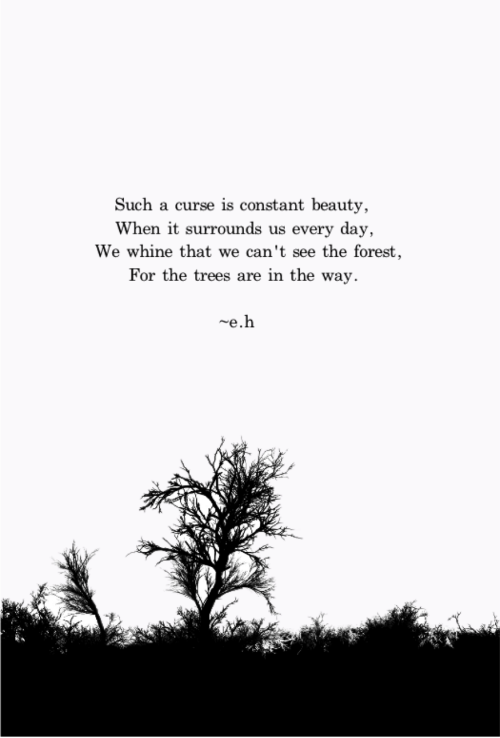 Such a curse is constant beauty,
When it surrounds us every day,
We whine that we can't see the forest,
For the trees are in the way.
~e.h